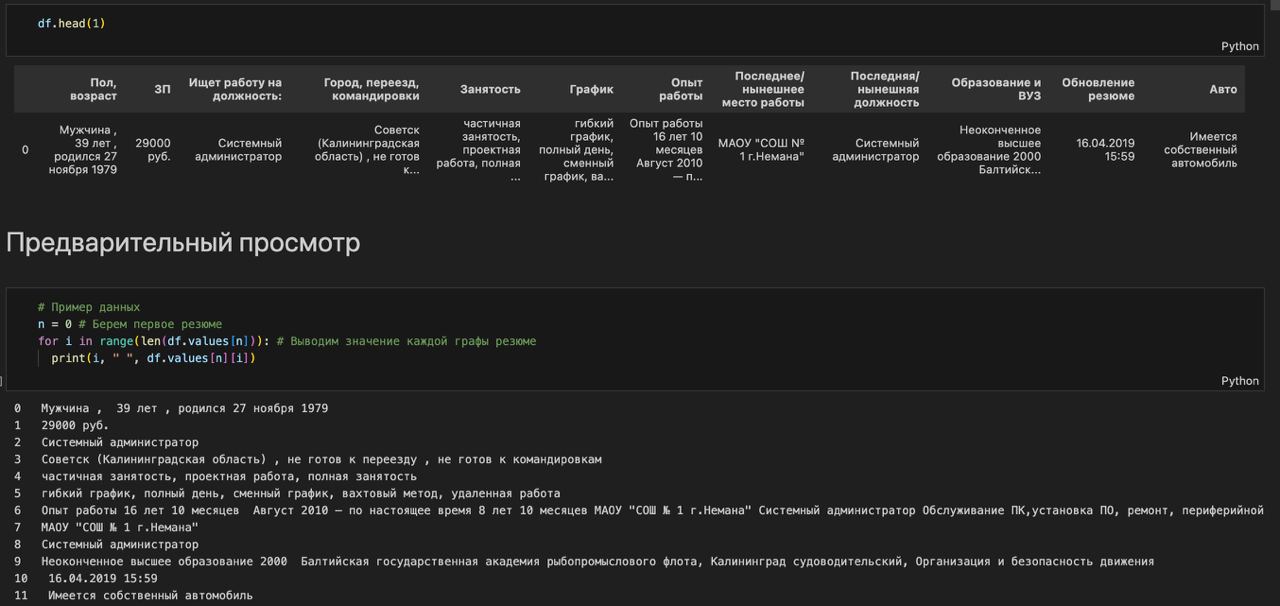 df.head(1)
Python
Пол, возраст
ЗП
Ищет работу на должность:
Город, переезд, командировки
Занятость
График
Опыт работы
Последнее/нынешнее место работы
Последняя/нынешняя должность
Образование и ВУЗ
Обновление резюме
Авто
0
Мужчина , 39 лет , родился 27 ноября 1979
29000 руб.
Системный администратор
Советск (Калининградская область) , не готов к...
частичная занятость, проектная работа, полная ...
гибкий график, полный день, сменный график, ва...
Опыт работы 16 лет 10 месяцев Август 2010 — п...
МАОУ "СОШ № 1 г.Немана"
Системный администратор
Неоконченное высшее образование 2000 Балтийск...
16.04.2019 15:59
Имеется собственный автомобиль
Предварительный просмотр
# Пример данных
n = 0 # Берем первое резюме
for i in range(len(df.values[n])): # Выводим значение каждой графы резюме
print(i, " ", df.values[n][i])
Python
0 Мужчина , 39 лет , родился 27 ноября 1979
1 29000 руб.
2 Системный администратор
3 Советск (Калининградская область) , не готов к переезду , не готов к командировкам
4 частичная занятость, проектная работа, полная занятость
5 гибкий график, полный день, сменный график, вахтовый метод, удаленная работа
6 Опыт работы 16 лет 10 месяцев Август 2010 — по настоящее время 8 лет 10 месяцев МАОУ "СОШ № 1 г.Немана" Системный администратор Обслуживание ПК,установка ПО, ремонт, периферийной
7 МАОУ "СОШ № 1 г.Немана"
8 Системный администратор
9 Неоконченное высшее образование 2000 Балтийская государственная академия рыбопромыслового флота, Калининград судоводительский, Организация и безопасность движения
10 16.04.2019 15:59
11 Имеется собственный автомобиль